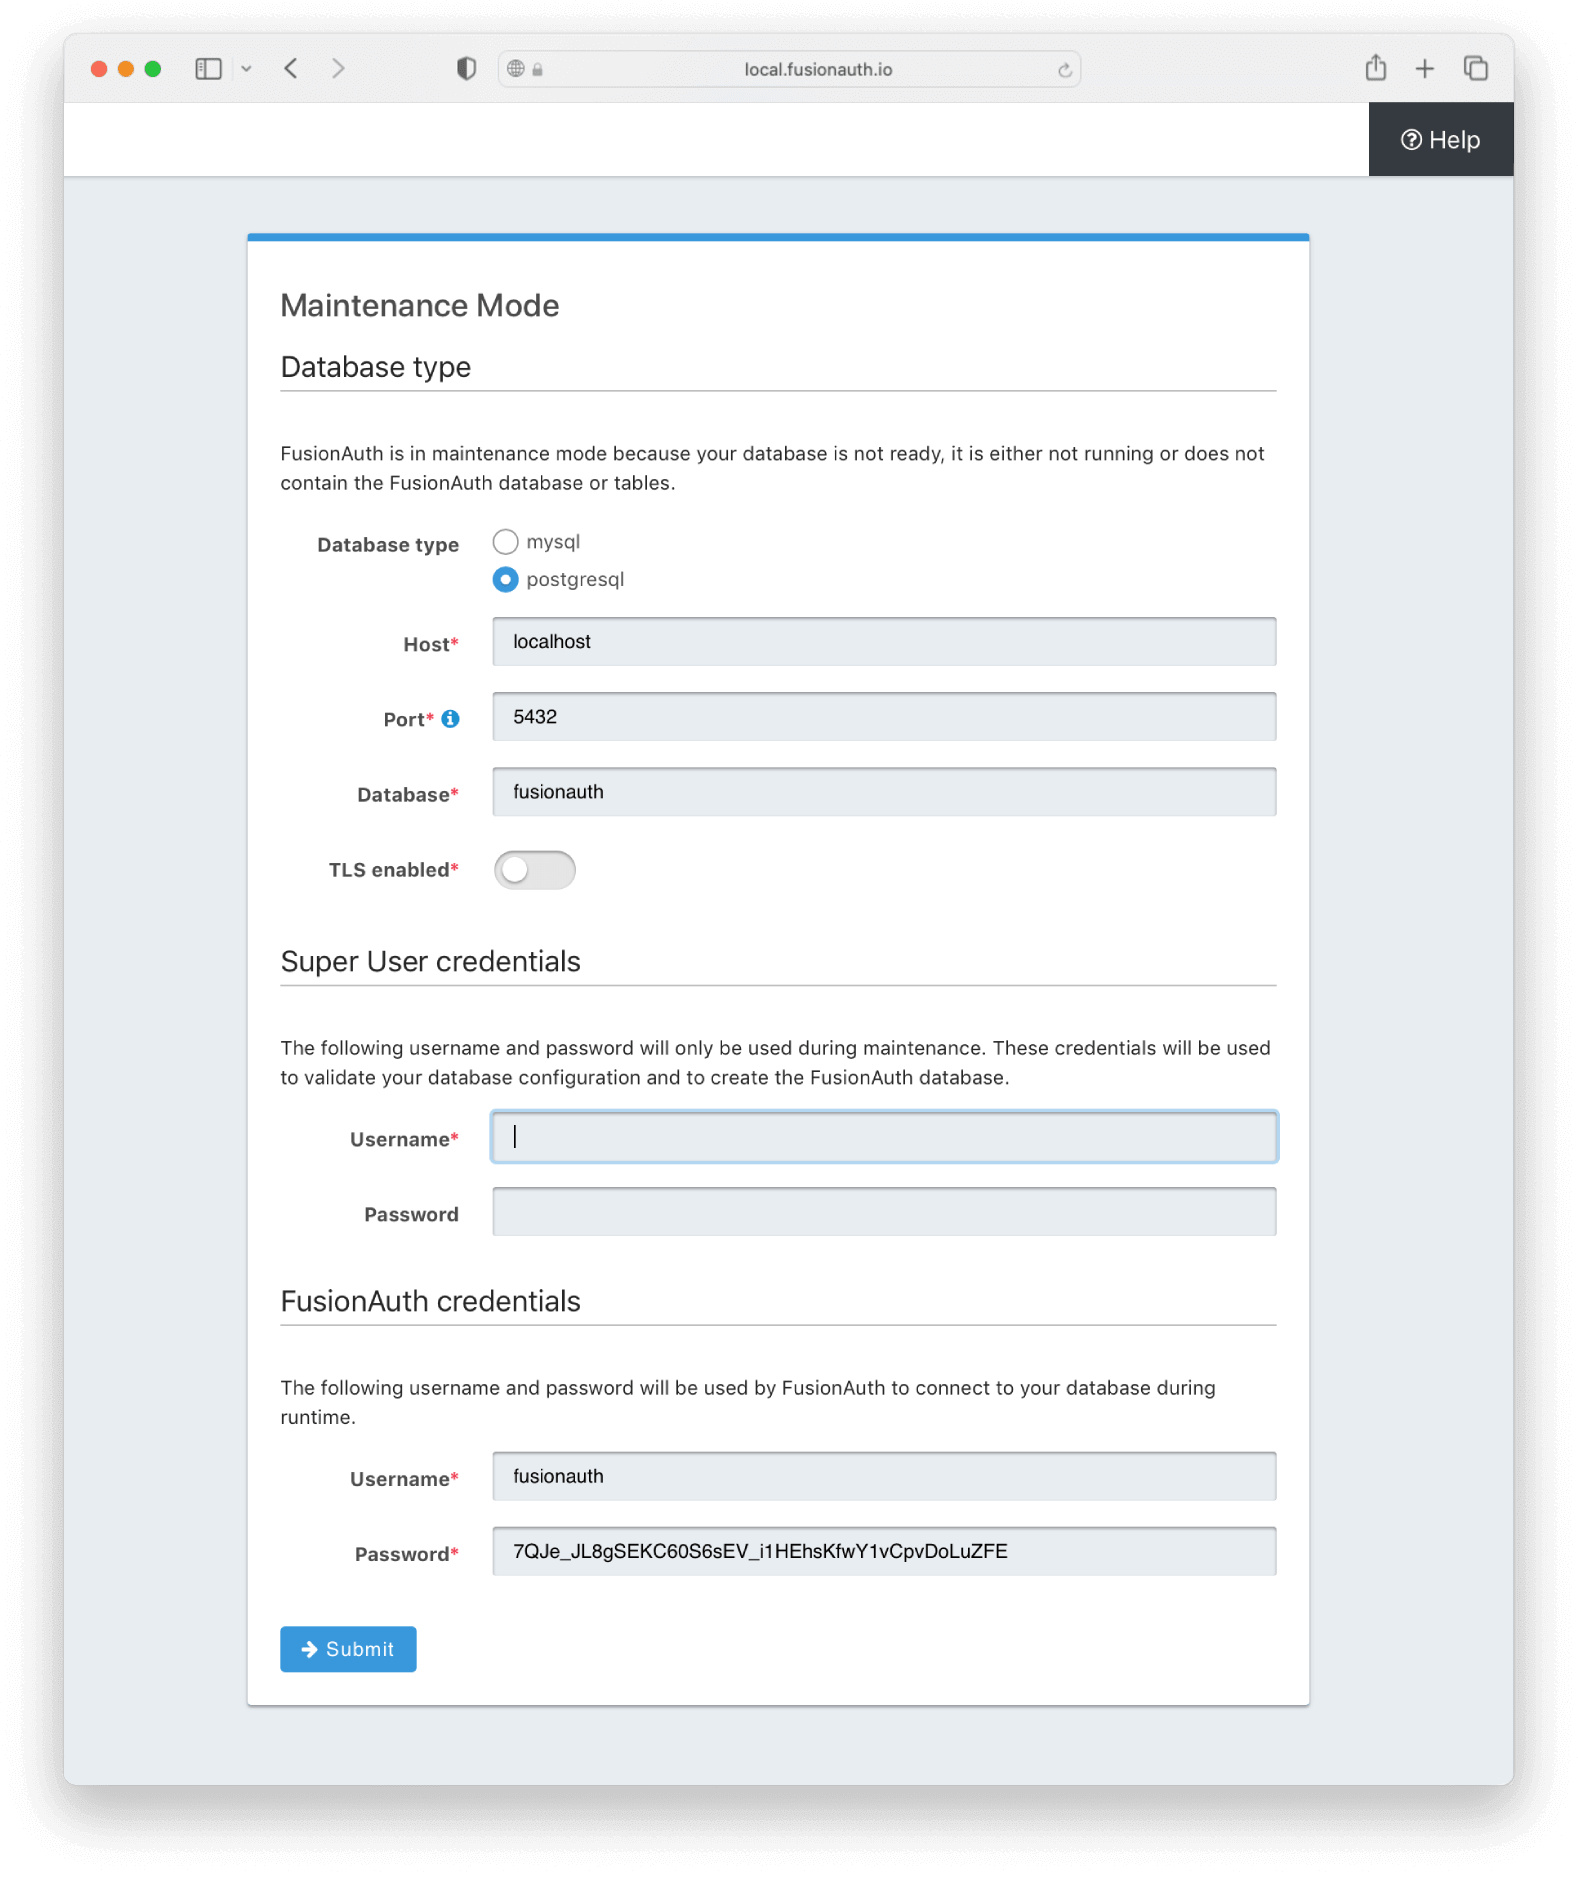 local.fusionauth.io
Help
Maintenance Mode
Database type
FusionAuth is in maintenance mode because your database is not ready, it is either not running or does not
contain the FusionAuth database or tables.
Database type
mysql
postgresql
Host* localhost
Port* 5432
Database* fusionauth
TLS enabled*
Super User credentials
The following username and password will only be used during maintenance. These credentials will be used
to validate your database configuration and to create the FusionAuth database.
Username*
Password
FusionAuth credentials
The following username and password will be used by FusionAuth to connect to your database during
runtime.
Username* fusionauth
Password* 7QJe_JL8gSEKC60S6sEV_i1HEhsKfwY1vCpvDoLuZFE
Submit